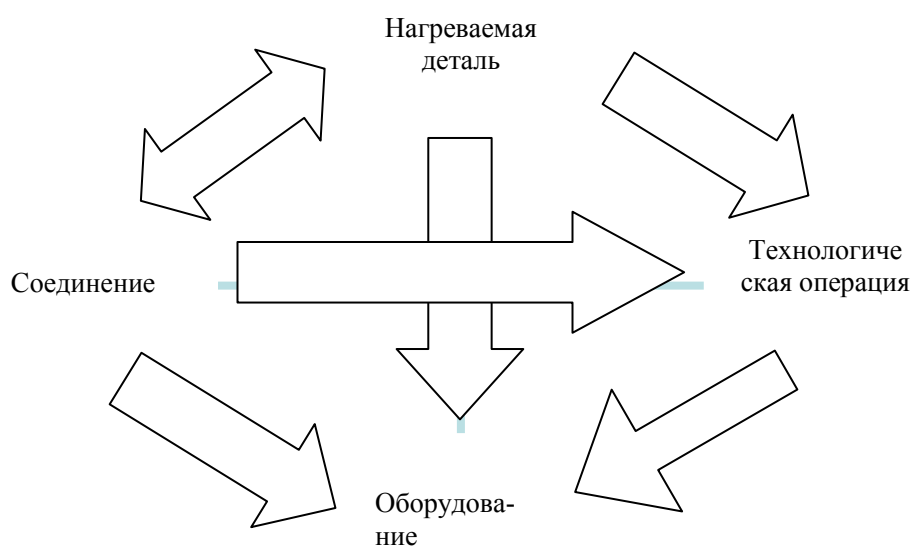 Нагреваемая
деталь
Соединение
Технологиче
ская операция
Оборудова-
ние